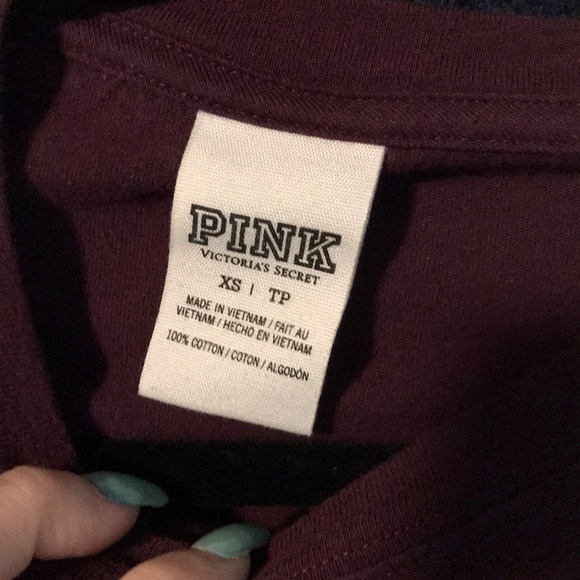 PINK
VICTORIA'S SECRET
XS | TP
MADE IN VIETNAM / FAIT AU
VIETNAM / HECHO EN VIETNAM
100% COTTON / COTON / ALGODÓN